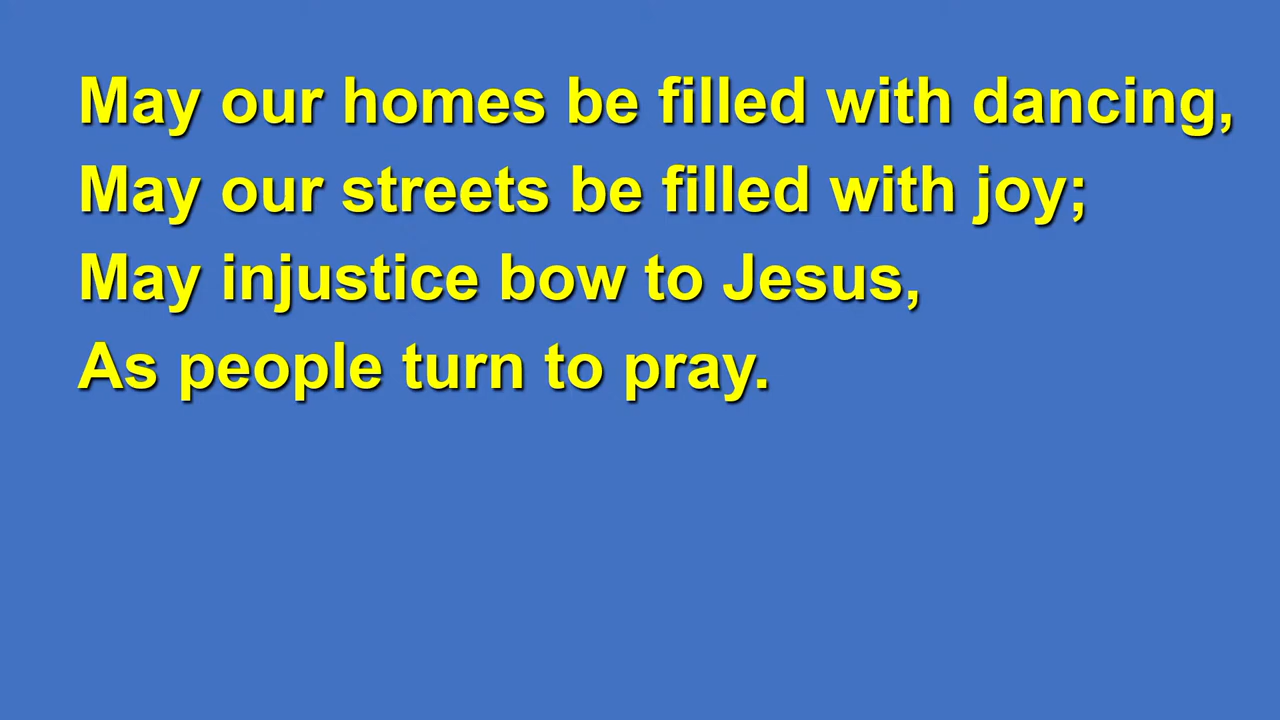 May our homes be filled with dancing,
May our streets be filled with joy;
May injustice bow to Jesus,
As people turn to pray.